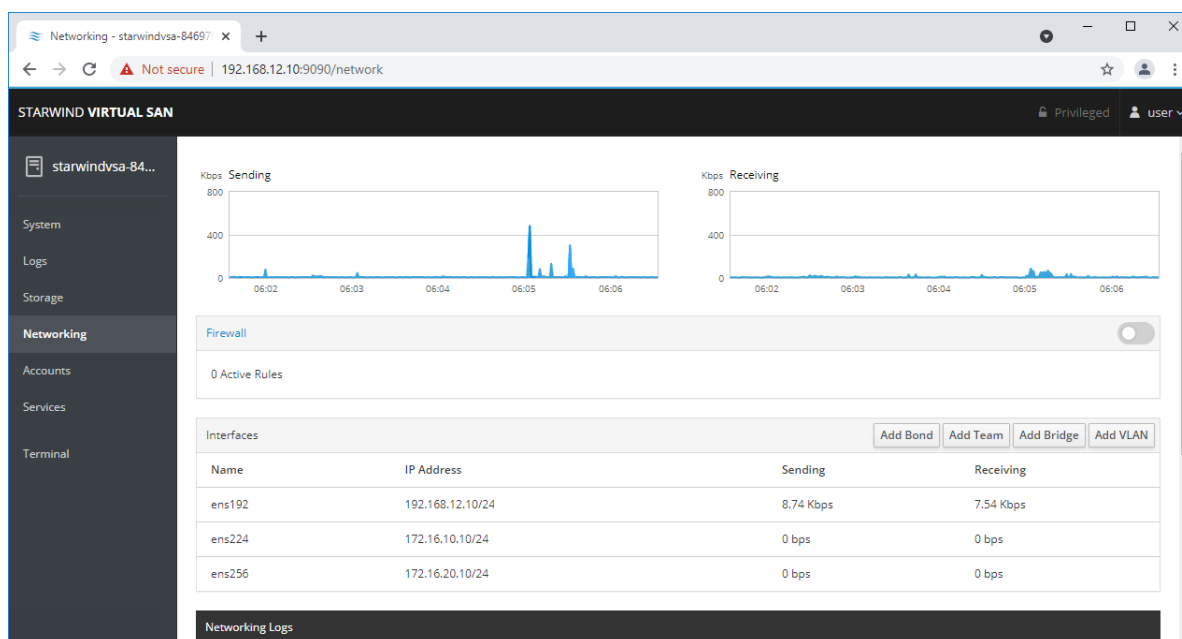 Networking - starwindvsa-84697
Not secure | 192.168.12.10:9090/network
STARWIND VIRTUAL SAN
Privileged
user
starwindvsa-84...
System
Logs
Storage
Networking
Accounts
Services
Terminal
Kbps Sending
800
400
0
06:02 06:03 06:04 06:05 06:06
Kbps Receiving
800
400
0
06:02 06:03 06:04 06:05 06:06
Firewall
0 Active Rules
Interfaces Add Bond Add Team Add Bridge Add VLAN
Name IP Address Sending Receiving
ens192 192.168.12.10/24 8.74 Kbps 7.54 Kbps
ens224 172.16.10.10/24 0 bps 0 bps
ens256 172.16.20.10/24 0 bps 0 bps
Networking Logs